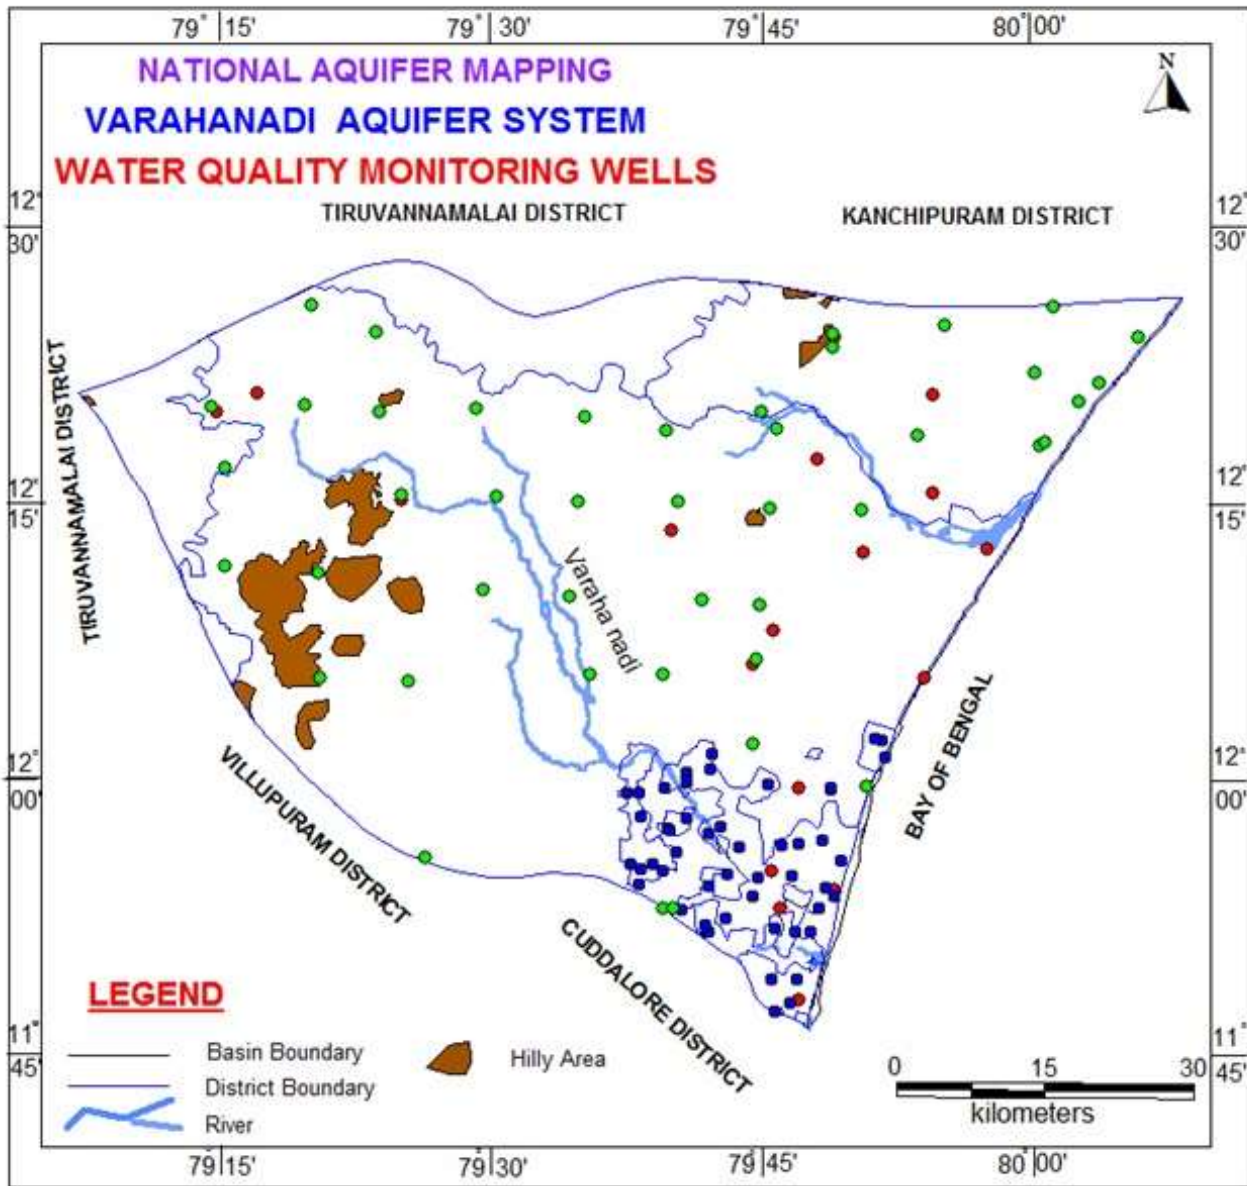 79°15' 79°30' 79°45' 80°00'
NATIONAL AQUIFER MAPPING
N
VARAHANADI AQUIFER SYSTEM
WATER QUALITY MONITORING WELLS
12°
30'
TIRUVANNAMALAI DISTRICT
KANCHIPURAM DISTRICT
12°
30'
TIRUVANNAMALAI DISTRICT
12°
15'
12°
15'
Varaha nadi
BAY OF BENGAL
12°
00'
12°
00'
VILLUPURAM DISTRICT
CUDDALORE DISTRICT
LEGEND
Basin Boundary
Hilly Area
District Boundary
River
11°
45'
0 15 30
kilometers
11°
45'
79°15' 79°30' 79°45' 80°00'